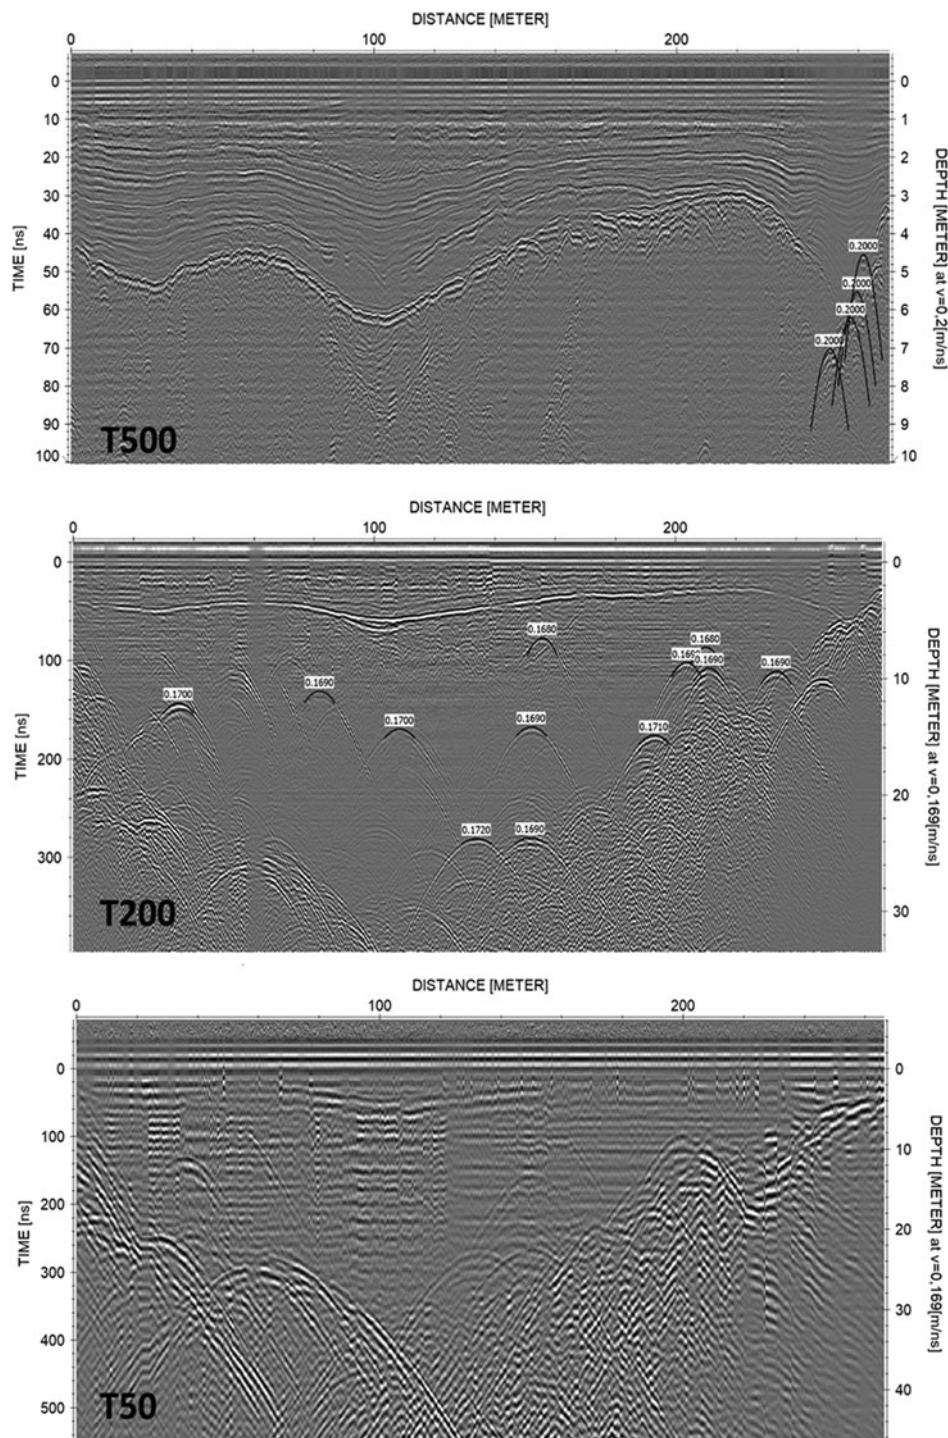 DISTANCE [METER]
0 100 200
0 0
10 1
20 2
30 3
40 4
50 5
60 6
70 7
80 8
90 9
100 10
TIME [ns]
DEPTH [METER] at v=0,2[m/ns]
0.2000
0.2000
0.2000
0.2000
T500
DISTANCE [METER]
0 100 200
0 0
100 10
200 20
300 30
TIME [ns]
DEPTH [METER] at v=0,169[m/ns]
0.1680
0.1680
0.1690
0.1690
0.1690
0.1700
0.1690
0.1700
0.1690
0.1710
0.1720
0.1690
T200
DISTANCE [METER]
0 100 200
0 0
100 10
200 20
300 30
400 40
500
TIME [ns]
DEPTH [METER] at v=0,169[m/ns]
T50